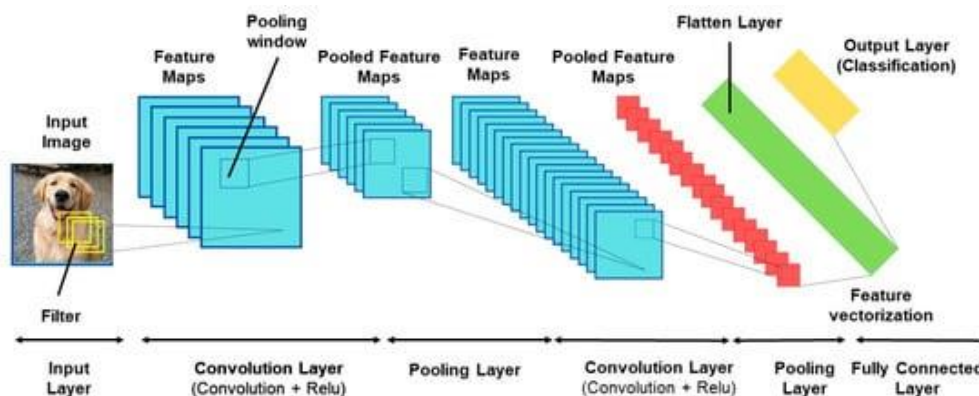 Pooling
window
Flatten Layer
Feature
Maps
Pooled Feature
Maps
Feature
Maps
Pooled Feature
Maps
Output Layer
(Classification)
Input
Image
Filter
Feature
vectorization
Input
Layer
Convolution Layer
(Convolution + Relu)
Pooling Layer
Convolution Layer
(Convolution + Relu)
Pooling
Layer
Fully Connected
Layer